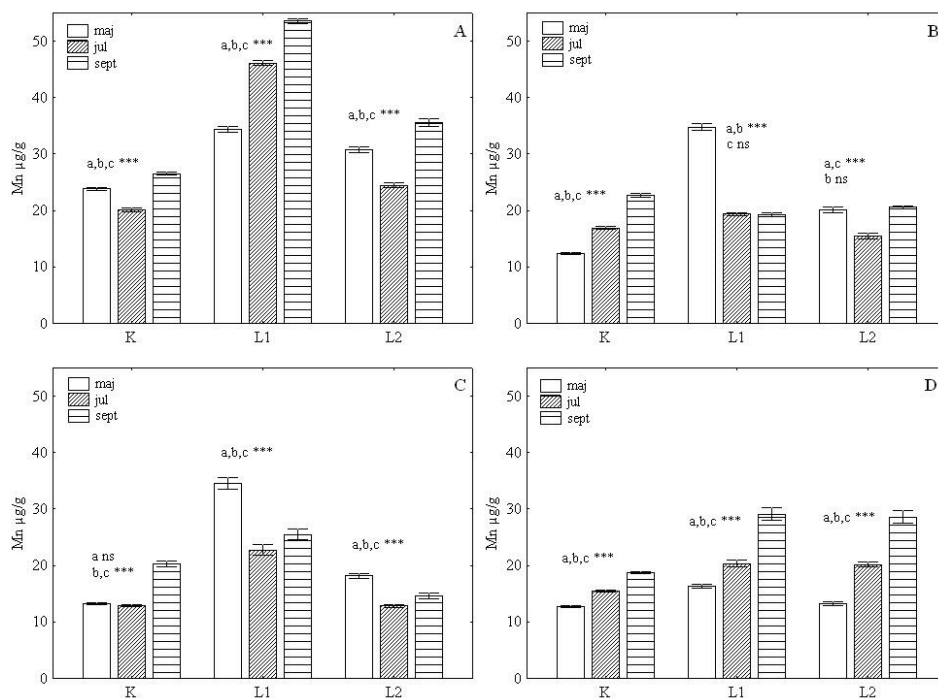 A
maj
jul
sept
Mn µg/g
50
40
30
20
10
0
a,b,c ***
a,b,c ***
a,b,c ***
K
L1
L2
B
maj
jul
sept
Mn µg/g
50
40
30
20
10
0
a,b,c ***
a,b ***
c ns
a,c ***
b ns
K
L1
L2
C
maj
jul
sept
Mn µg/g
50
40
30
20
10
0
a ns
b,c ***
a,b,c ***
a,b,c ***
K
L1
L2
D
maj
jul
sept
Mn µg/g
50
40
30
20
10
0
a,b,c ***
a,b,c ***
a,b,c ***
K
L1
L2